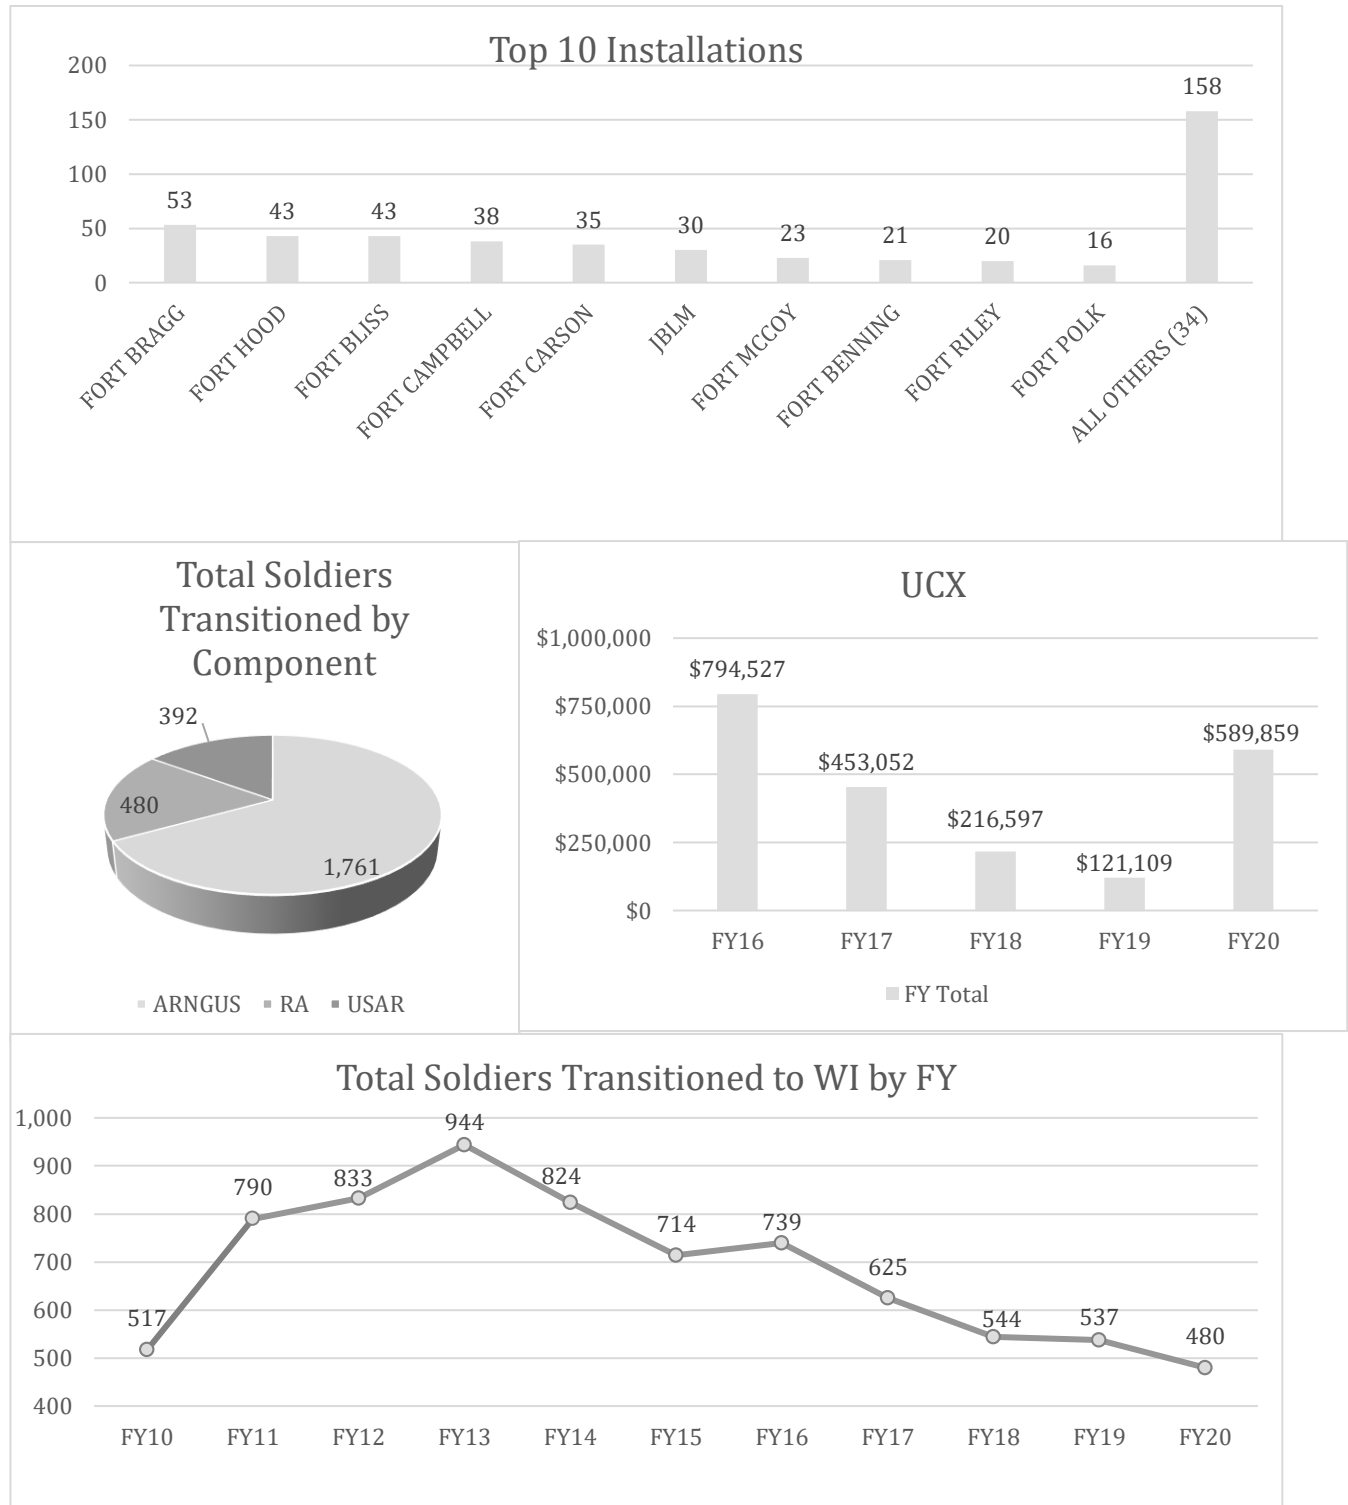 Top 10 Installations
200
150
100
50
0
53
43
43
38
35
30
23
21
20
16
158
FORT BRAGG
FORT HOOD
FORT BLISS
FORT CAMPBELL
FORT CARSON
JBLM
FORT MCCOY
FORT BENNING
FORT RILEY
FORT POLK
ALL OTHERS (34)
Total Soldiers
Transitioned by
Component
392
480
1,761
ARNGUS RA USAR
UCX
$1,000,000
$750,000
$500,000
$250,000
$0
$794,527
$453,052
$216,597
$121,109
$589,859
FY16 FY17 FY18 FY19 FY20
FY Total
Total Soldiers Transitioned to WI by FY
1,000
900
800
700
600
500
400
517
790
833
944
824
714
739
625
544
537
480
FY10 FY11 FY12 FY13 FY14 FY15 FY16 FY17 FY18 FY19 FY20